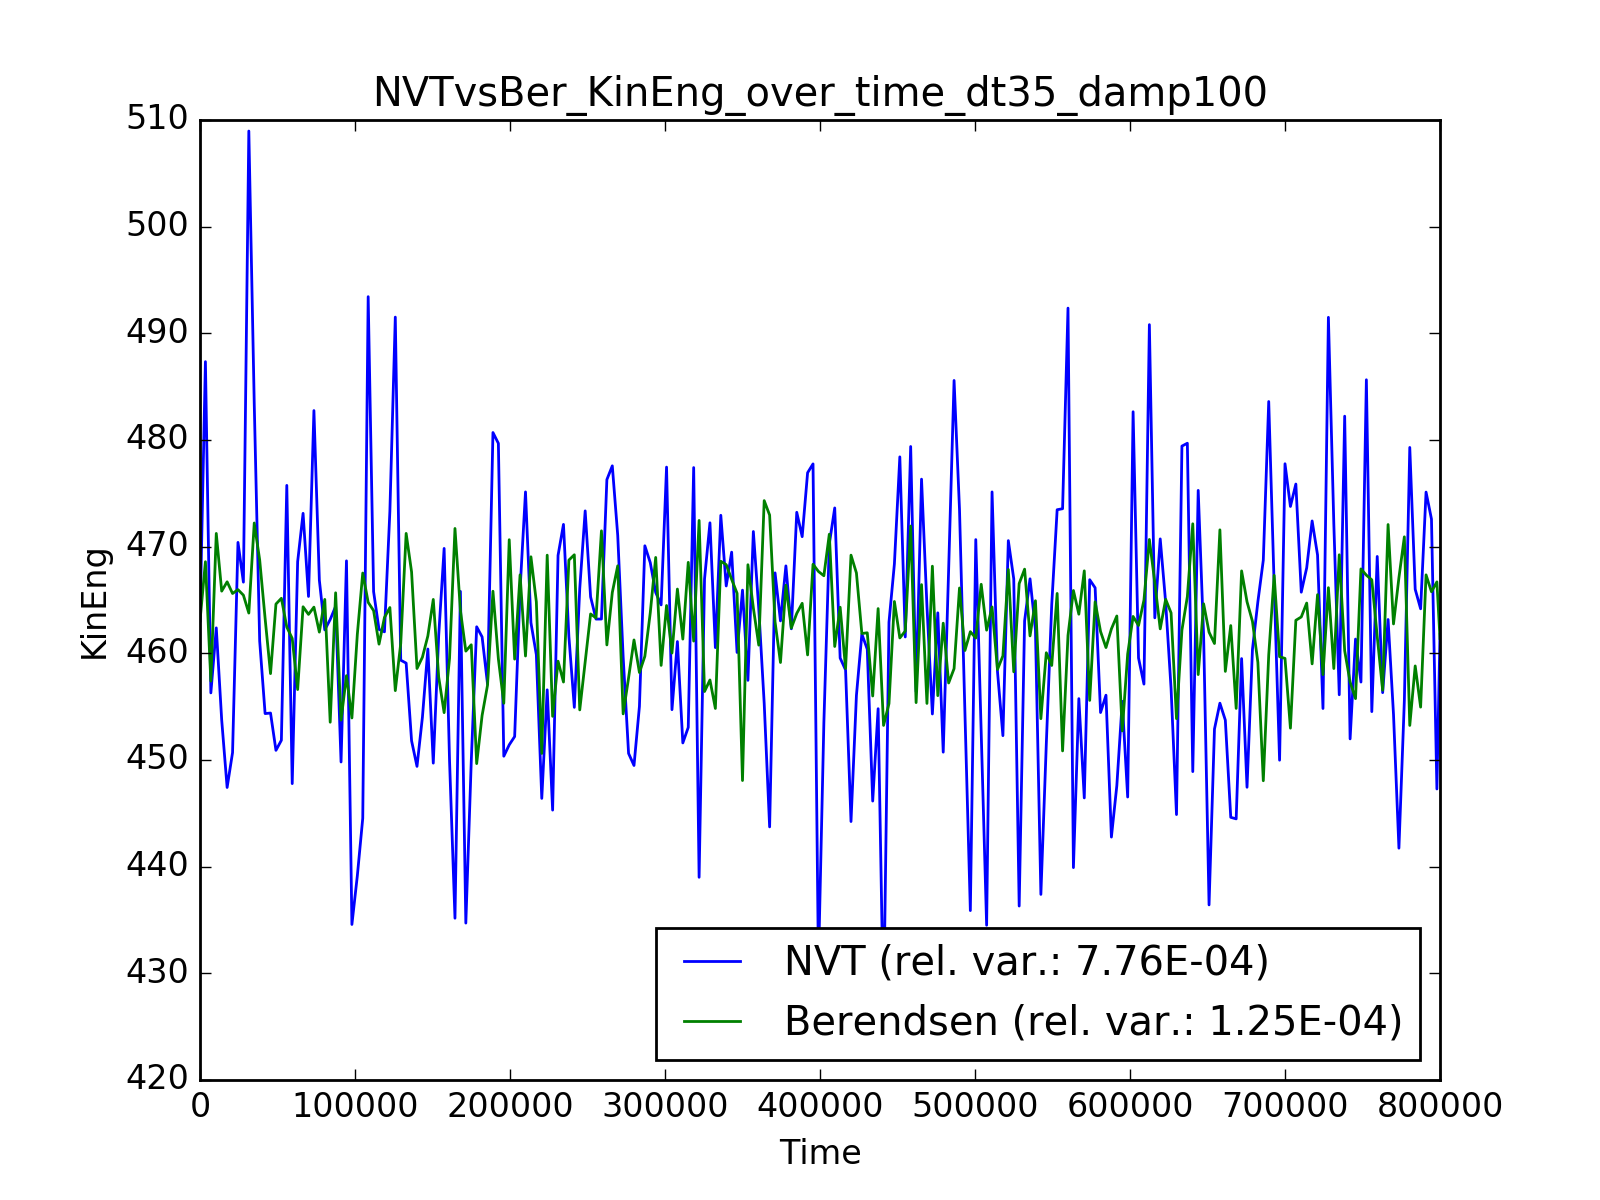 NVTvsBer_KinEng_over_time_dt35_damp100
510
500
490
480
470
460
450
440
430
420
KinEng
NVT (rel. var.: 7.76E-04)
Berendsen (rel. var.: 1.25E-04)
0 100000 200000 300000 400000 500000 600000 700000 800000
Time